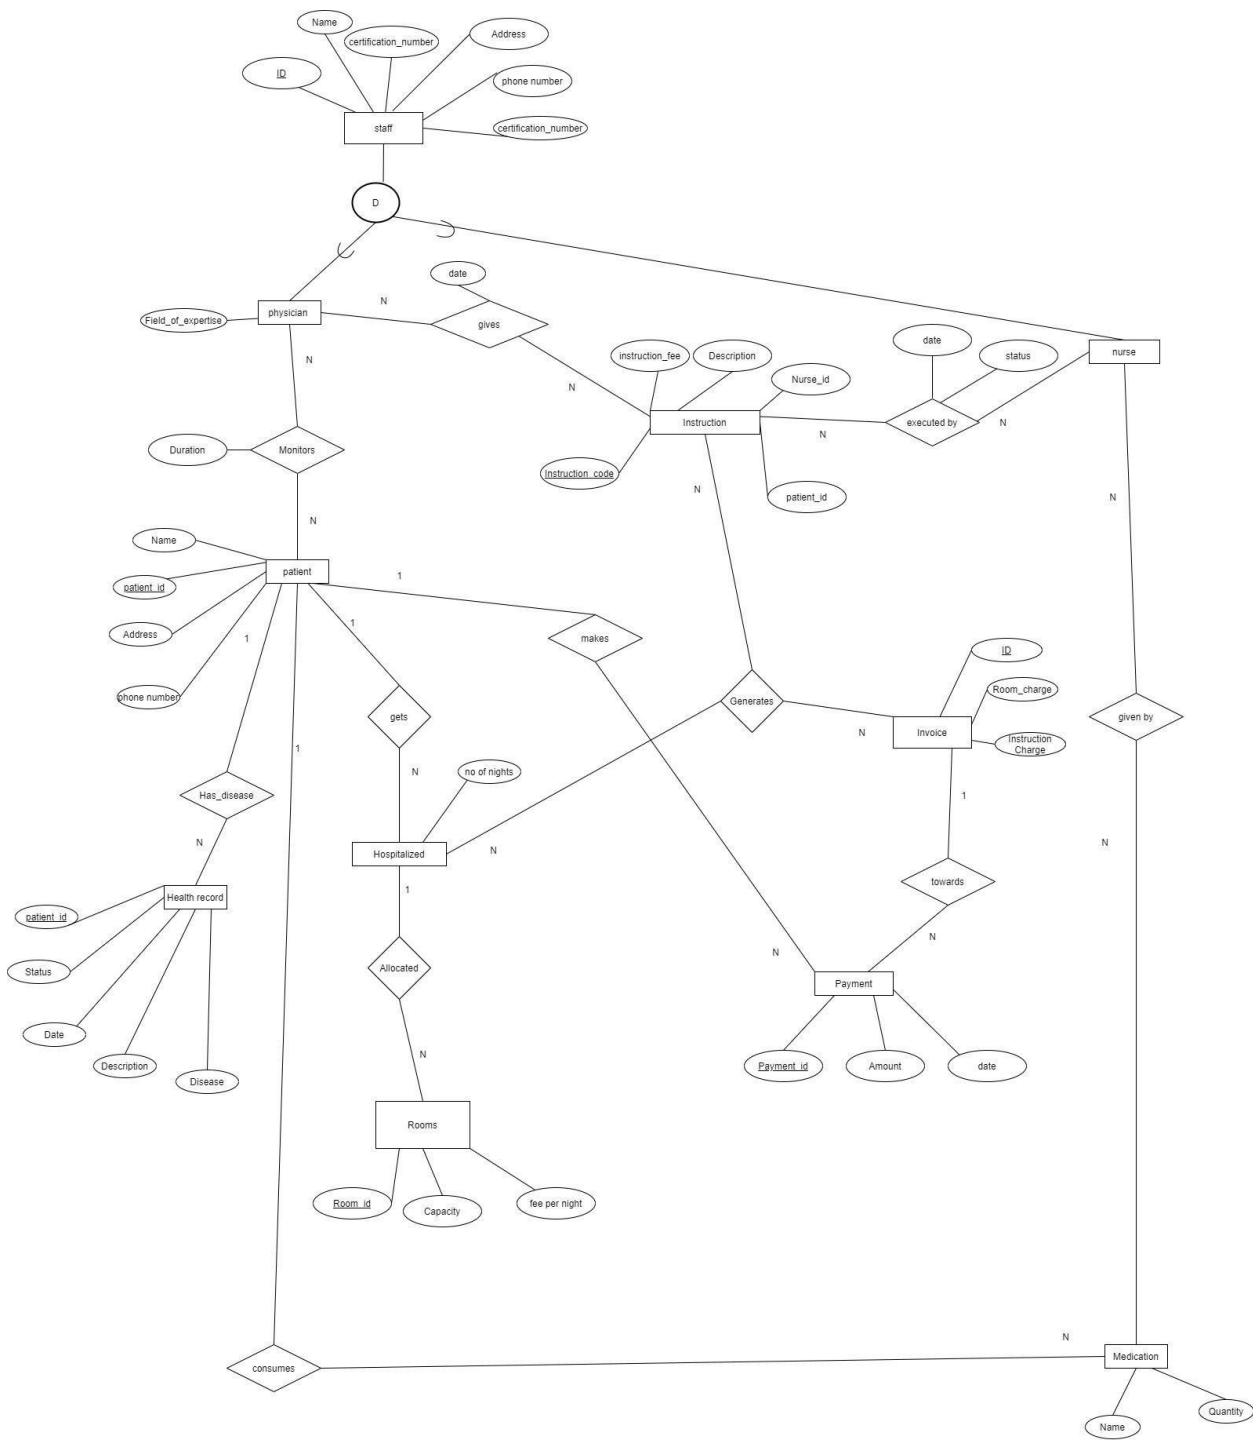 Name
certification_number
Address
ID
phone number
staff
certification_number
D
date
physician
Field_of_expertise
N
gives
date
status
nurse
instruction_fee
Description
Nurse_id
N
N
Instruction
executed by
N
N
Duration
Monitors
Instruction_code
patient_id
N
N
N
Name
patient
1
patient_id
Address
1
1
makes
ID
phone number
Room_charge
Generates
gets
given by
N
Invoice
Instruction
Charge
1
N
no of nights
Has_disease
1
N
Hospitalized
N
N
1
towards
Health record
patient_id
N
Status
Allocated
N
Payment
Date
N
Description
Disease
Payment_id
Amount
date
Rooms
Room_id
Capacity
fee per night
N
consumes
Medication
Name
Quantity